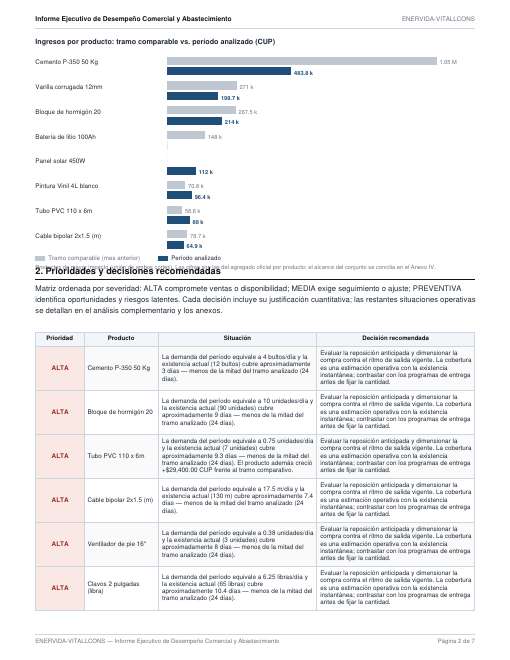 Informe Ejecutivo de Desempeño Comercial y Abastecimiento
ENERVIDA-VITALLCONS
Ingresos por producto: tramo comparable vs. periodo analizado (CUP)
Cemento P-350 50 Kg
1.05 M
483.8 k
Varilla corrugada 12mm
271 k
198.7 k
Bloque de hormigón 20
267.5 k
214 k
Batería de litio 100Ah
148 k
Panel solar 450W
112 k
Pintura Vinil 4L blanco
70.8 k
96.4 k
Tubo PVC 110 x 6m
58.6 k
88 k
Cable bipolar 2x1.5 (m)
78.7 k
64.9 k
Tramo comparable (mes anterior)
Periodo analizado
del agregado oficial por producto; el alcance del conjunto se concilia en el Anexo IV.
2. Prioridades y decisiones recomendadas
Matriz ordenada por severidad: ALTA compromete ventas o disponibilidad; MEDIA exige seguimiento o ajuste; PREVENTIVA
identifica oportunidades y riesgos latentes. Cada decisión incluye su justificación cuantitativa; las restantes situaciones operativas
se detallan en el análisis complementario y los anexos.
Prioridad Producto Situación Decisión recomendada
ALTA
Cemento P-350 50 Kg
La demanda del periodo equivale a 4 bultos/día y la
existencia actual (12 bultos) cubre aproximadamente
3 días — menos de la mitad del tramo analizado (24
días).
Evaluar la reposición anticipada y dimensionar la
compra contra el ritmo de salida vigente. La cobertura
es una estimación operativa con la existencia
instantánea; contrastar con los programas de entrega
antes de fijar la cantidad.
ALTA
Bloque de hormigón 20
La demanda del periodo equivale a 10 unidades/día y
la existencia actual (90 unidades) cubre
aproximadamente 9 días — menos de la mitad del
tramo analizado (24 días).
Evaluar la reposición anticipada y dimensionar la
compra contra el ritmo de salida vigente. La cobertura
es una estimación operativa con la existencia
instantánea; contrastar con los programas de entrega
antes de fijar la cantidad.
ALTA
Tubo PVC 110 x 6m
La demanda del periodo equivale a 0.75 unidades/día
y la existencia actual (7 unidades) cubre
aproximadamente 9.3 días — menos de la mitad del
tramo analizado (24 días). El producto además creció
+$29,400.00 CUP frente al tramo comparativo.
Evaluar la reposición anticipada y dimensionar la
compra contra el ritmo de salida vigente. La cobertura
es una estimación operativa con la existencia
instantánea; contrastar con los programas de entrega
antes de fijar la cantidad.
ALTA
Cable bipolar 2x1.5 (m)
La demanda del periodo equivale a 17.5 m/día y la
existencia actual (130 m) cubre aproximadamente 7.4
días — menos de la mitad del tramo analizado (24
días).
Evaluar la reposición anticipada y dimensionar la
compra contra el ritmo de salida vigente. La cobertura
es una estimación operativa con la existencia
instantánea; contrastar con los programas de entrega
antes de fijar la cantidad.
ALTA
Ventilador de pie 16"
La demanda del periodo equivale a 0.38 unidades/día
y la existencia actual (3 unidades) cubre
aproximadamente 8 días — menos de la mitad del
tramo analizado (24 días).
Evaluar la reposición anticipada y dimensionar la
compra contra el ritmo de salida vigente. La cobertura
es una estimación operativa con la existencia
instantánea; contrastar con los programas de entrega
antes de fijar la cantidad.
ALTA
Clavos 2 pulgadas
(libra)
La demanda del periodo equivale a 6.25 libras/día y
la existencia actual (65 libras) cubre
aproximadamente 10.4 días — menos de la mitad del
tramo analizado (24 días).
Evaluar la reposición anticipada y dimensionar la
compra contra el ritmo de salida vigente. La cobertura
es una estimación operativa con la existencia
instantánea; contrastar con los programas de entrega
antes de fijar la cantidad.
ENERVIDA-VITALLCONS — Informe Ejecutivo de Desempeño Comercial y Abastecimiento
Página 2 de 7